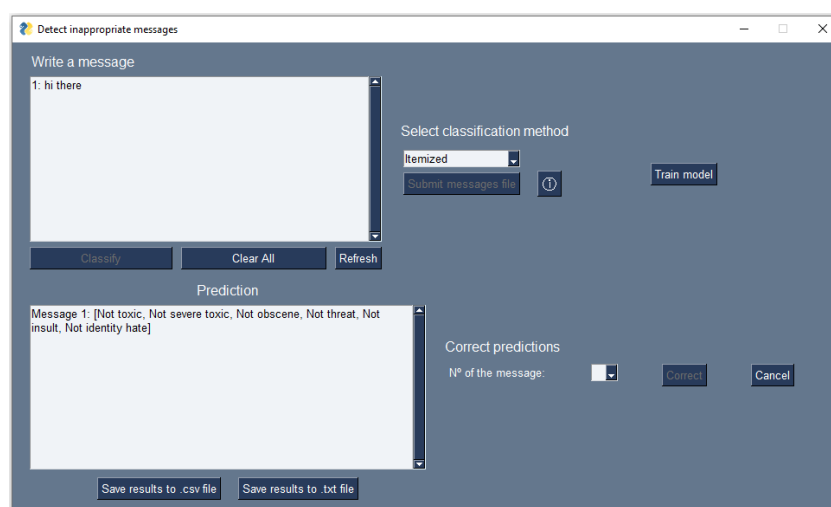 Detect inappropriate messages
Write a message
1: hi there
Select classification method
Itemized
Submit messages file
Train model
Classify
Clear All
Refresh
Prediction
Message 1: [Not toxic, Not severe toxic, Not obscene, Not threat, Not
insult, Not identity hate]
Correct predictions
Nº of the message:
Correct
Cancel
Save results to .csv file
Save results to .txt file